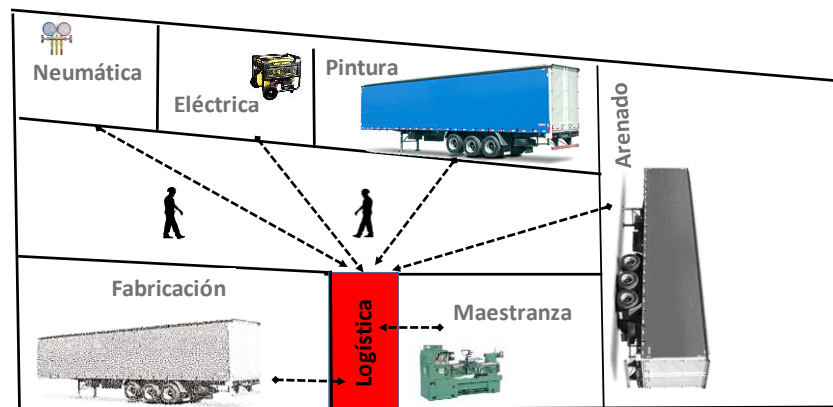 Neumática
Eléctrica
Pintura
Arenado
Fabricación
Logística
Maestranza